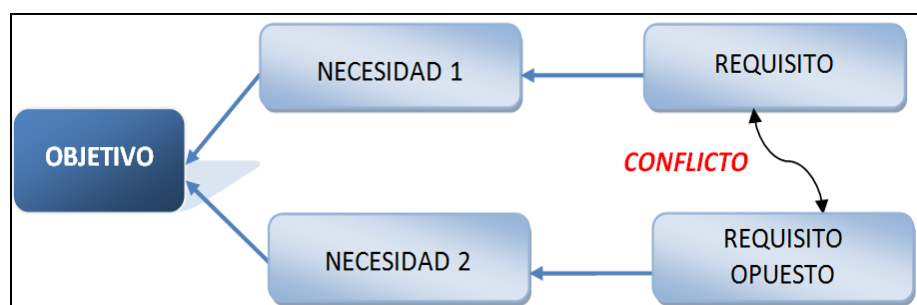 NECESIDAD 1
REQUISITO
OBJETIVO
CONFLICTO
NECESIDAD 2
REQUISITO
OPUESTO